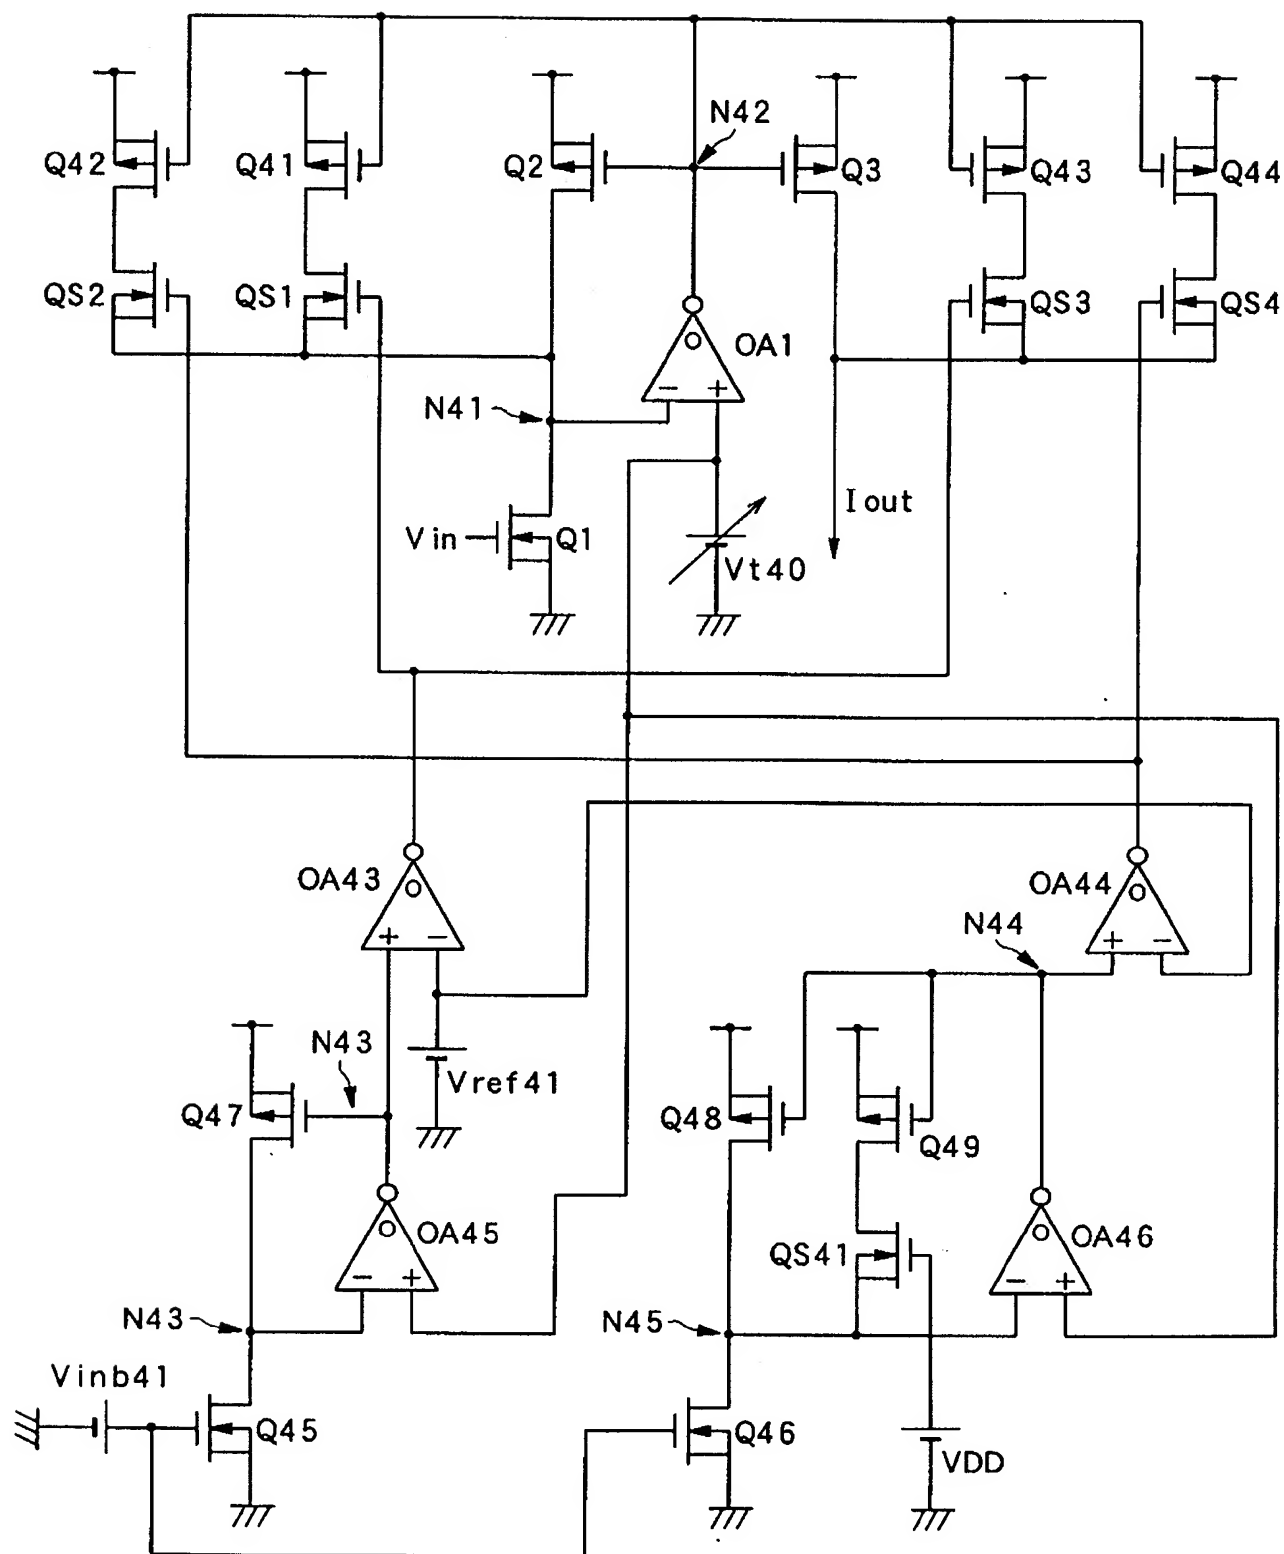 N42
Q42
Q41
Q2
Q3
Q43
Q44
QS2
QS1
QS3
QS4
OA1
- +
N41
Iout
Vin
Q1
Vt40
OA43
OA44
+ -
+ -
N44
N43
Vref41
Q47
Q48
Q49
OA45
QS41
OA46
- +
- +
N43
N45
Vinb41
Q45
Q46
VDD